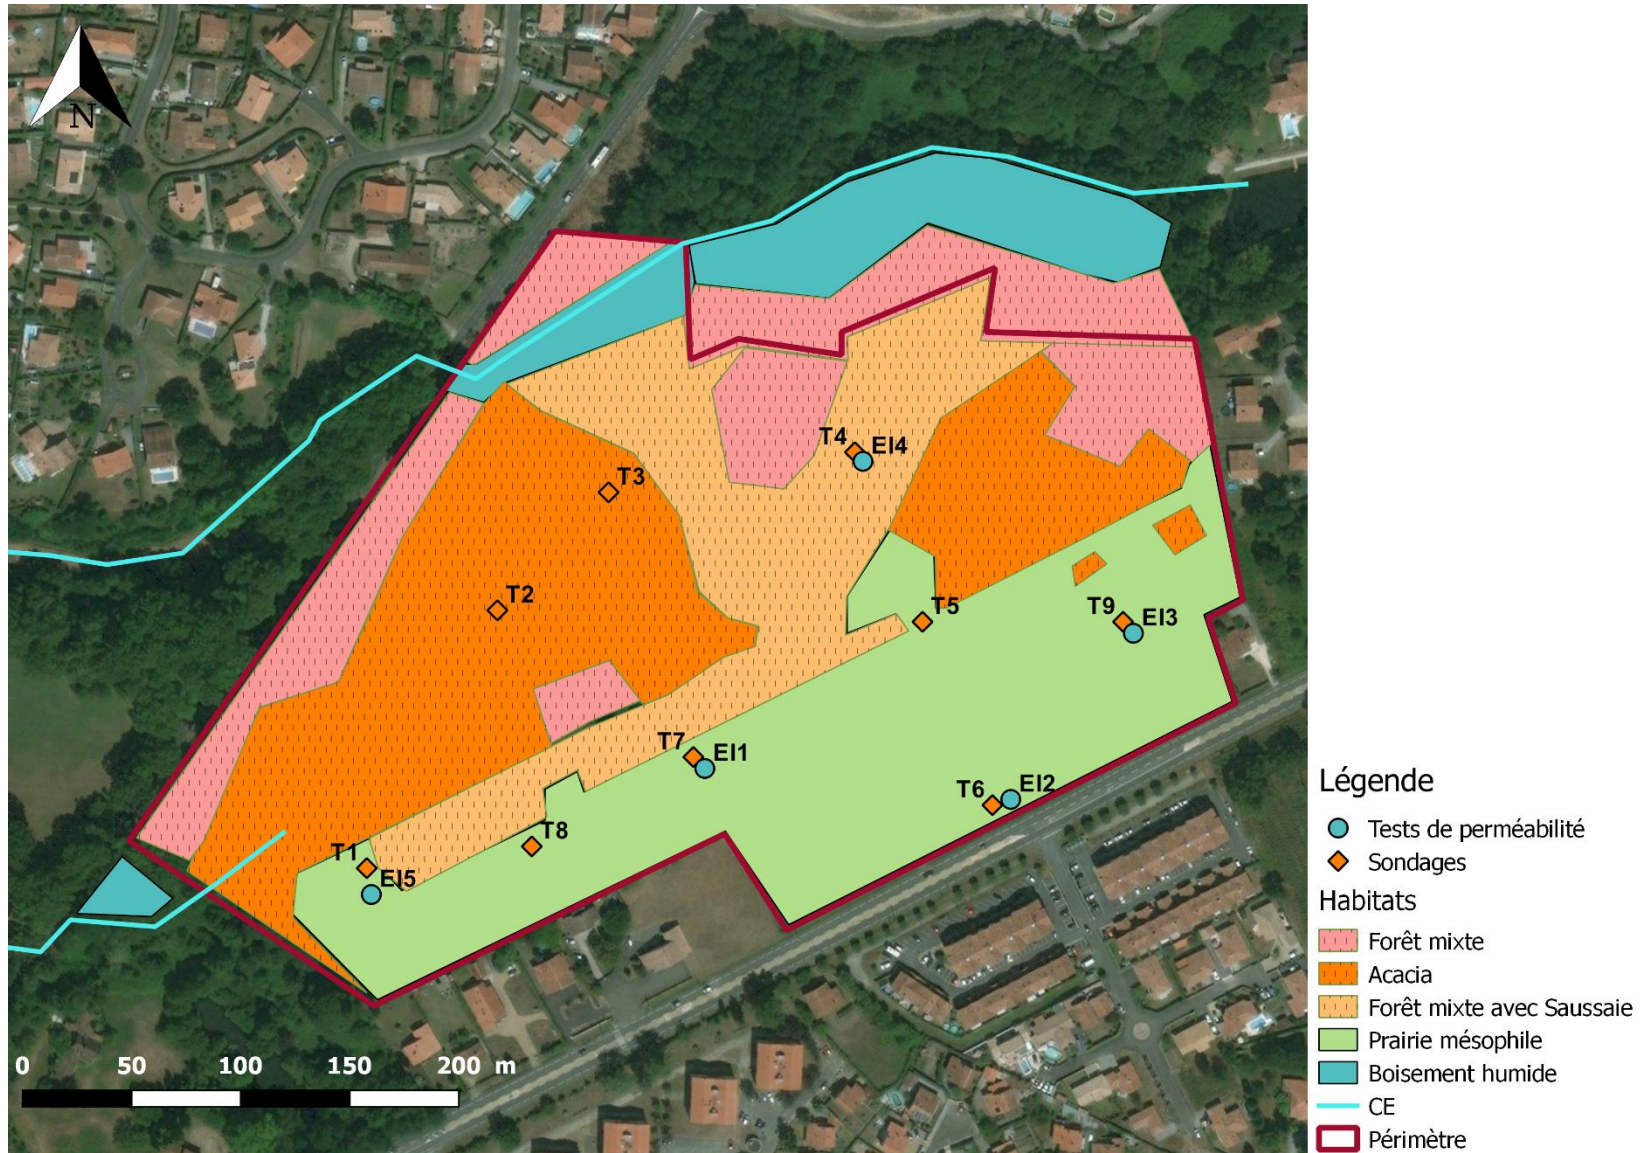 N
T4
EI4
T3
T2
T5
T9
EI3
T7
EI1
T6
EI2
T8
T1
EI5
0 50 100 150 200 m
Légende
Tests de perméabilité
Sondages
Habitats
Forêt mixte
Acacia
Forêt mixte avec Saussaie
Prairie mésophile
Boisement humide
CE
Périmètre